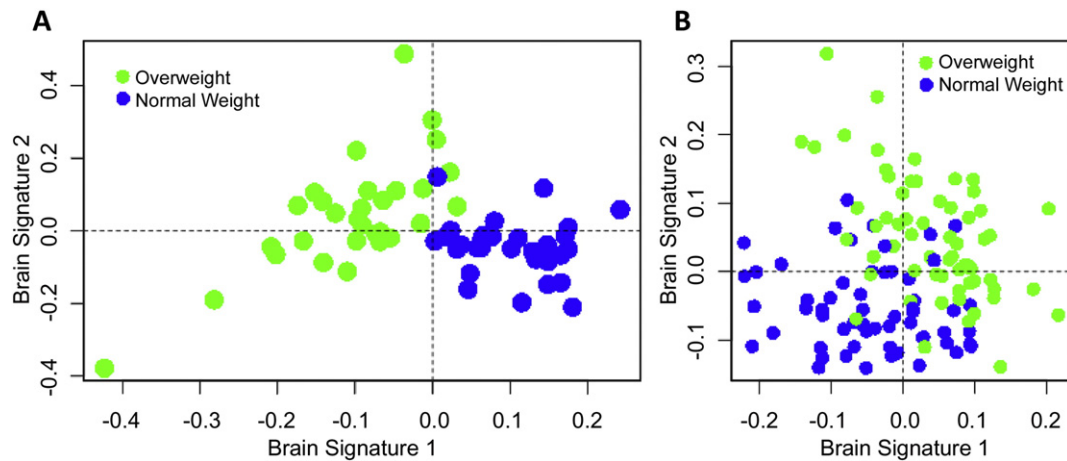 A
Overweight
Normal Weight
Brain Signature 2
0.4
0.2
0.0
-0.2
-0.4
-0.4 -0.3 -0.2 -0.1 0.0 0.1 0.2
Brain Signature 1
B
Overweight
Normal Weight
Brain Signature 2
0.3
0.2
0.1
0.0
-0.1
-0.2 -0.1 0.0 0.1 0.2
Brain Signature 1